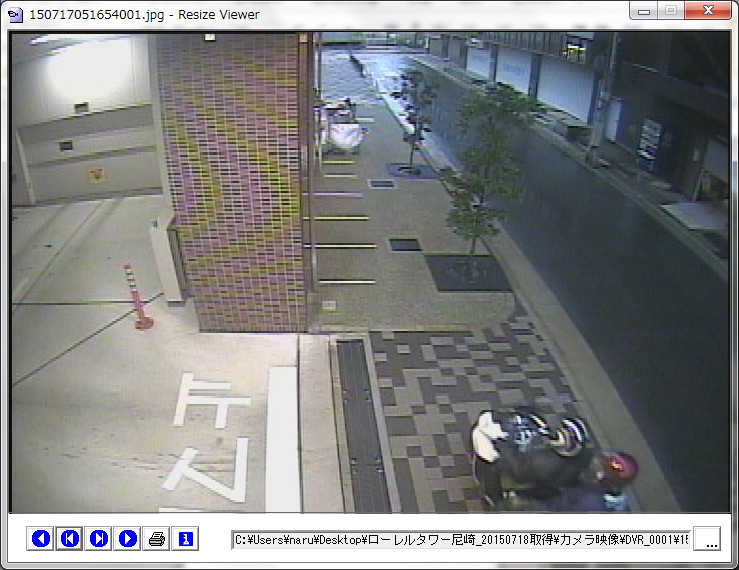 150717051654001.jpg - Resize Viewer
C:¥Users¥naru¥Desktop¥ローレルタワー尼崎_20150718取得¥カメラ映像¥DVR_0001¥15
...